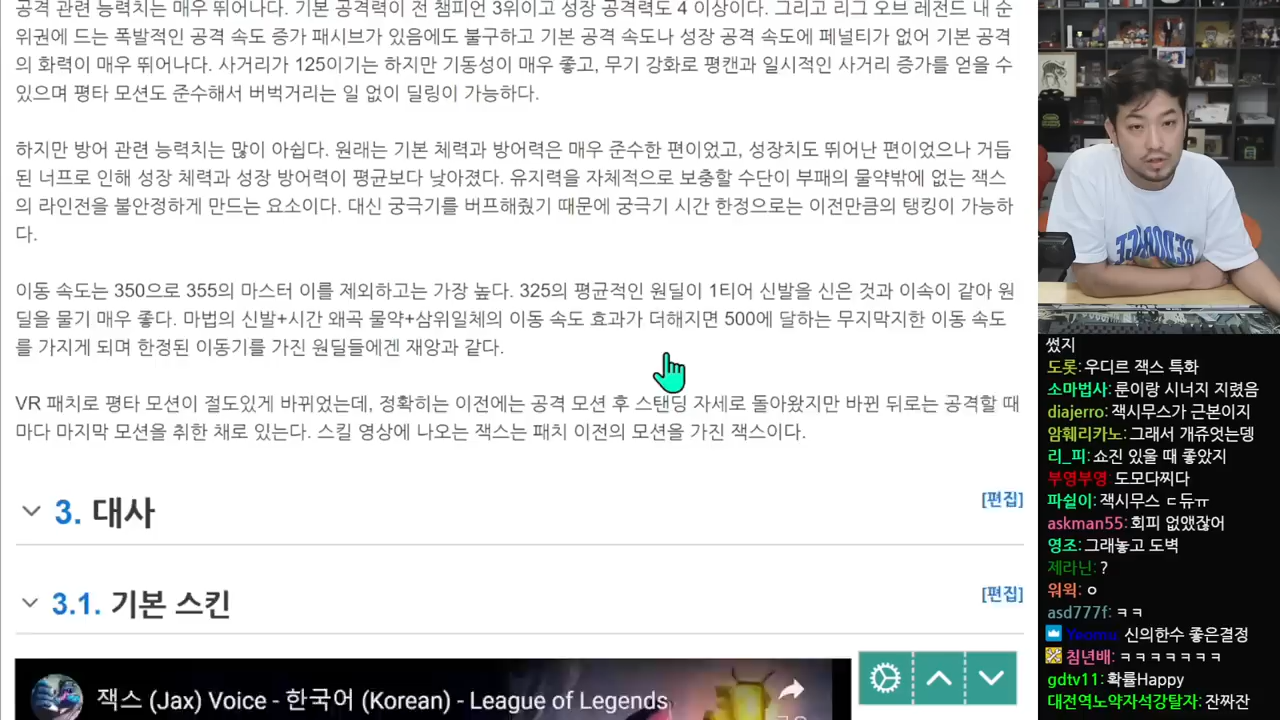 공격 관련 능력치는 매우 뛰어나다. 기본 공격력이 전 챔피언 3위이고 성장 공격력도 4 이상이다. 그리고 리그 오브 레전드 내 순
위권에 드는 폭발적인 공격 속도 증가 패시브가 있음에도 불구하고 기본 공격 속도나 성장 공격 속도에 페널티가 없어 기본 공격
의 화력이 매우 뛰어나다. 사거리가 125이기는 하지만 기동성이 매우 좋고, 무기 강화로 평캔과 일시적인 사거리 증가를 얻을 수
있으며 평타 모션도 준수해서 버벅거리는 일 없이 딜링이 가능하다.
하지만 방어 관련 능력치는 많이 아쉽다. 원래는 기본 체력과 방어력은 매우 준수한 편이었고, 성장치도 뛰어난 편이었으나 거듭
된 너프로 인해 성장 체력과 성장 방어력이 평균보다 낮아졌다. 유지력을 자체적으로 보충할 수단이 부패의 물약밖에 없는 잭스
의 라인전을 불안정하게 만드는 요소이다. 대신 궁극기를 버프해줬기 때문에 궁극기 시간 한정으로는 이전만큼의 탱킹이 가능하
다.
이동 속도는 350으로 355의 마스터 이를 제외하고는 가장 높다. 325의 평균적인 원딜이 1티어 신발을 신은 것과 이속이 같아 원
딜을 물기 매우 좋다. 마법의 신발+시간 왜곡 물약+삼위일체의 이동 속도 효과가 더해지면 500에 달하는 무지막지한 이동 속도
를 가지게 되며 한정된 이동기를 가진 원딜들에겐 재앙과 같다.
VR 패치로 평타 모션이 절도있게 바뀌었는데, 정확히는 이전에는 공격 모션 후 스탠딩 자세로 돌아왔지만 바뀐 뒤로는 공격할 때
마다 마지막 모션을 취한 채로 있는다. 스킬 영상에 나오는 잭스는 패치 이전의 모션을 가진 잭스이다.
3. 대사 [편집]
3.1. 기본 스킨 [편집]
잭스 (Jax) Voice - 한국어 (Korean) - League of Legends
썼지
도롯: 우디르 잭스 특화
소마법사: 룬이랑 시너지 지렸음
diajerro: 잭시무스가 근본이지
암훼리카노: 그래서 개쥬엇는뎅
리_피: 쇼진 있을 때 좋았지
부영부영 도모다찌다
파쉴이: 잭시무스 ㄷ듀ㅠ
askman55: 회피 없앴잖어
영조: 그래놓고 도벽
제라닌: ?
워윅: ㅇ
asd777f: ㅋㅋ
Yeomu 신의한수 좋은결정
침년배: ㅋㅋㅋㅋㅋㅋㅋ
gdtv11: 확률Happy
대전역노약자석강탈자: 잔짜잔